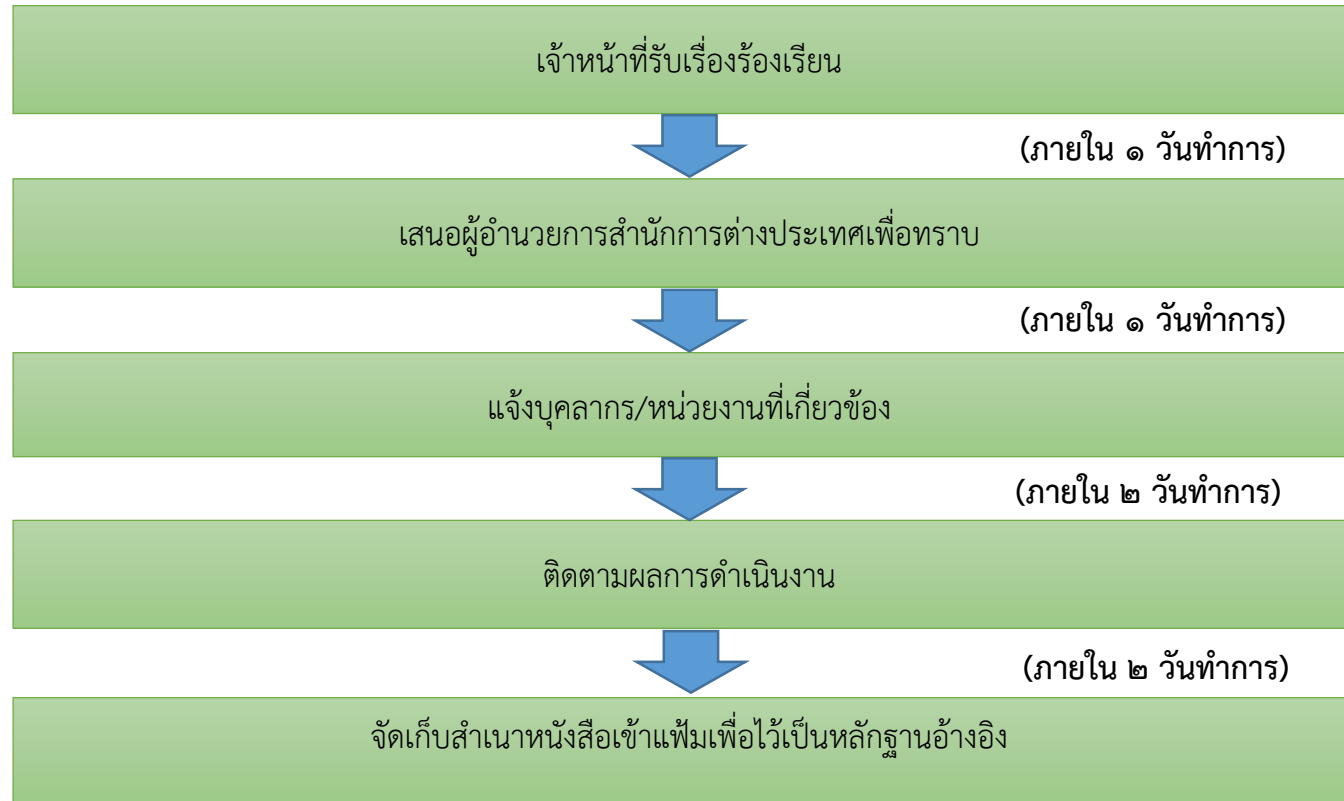 เจ้าหน้าที่รับเรื่องร้องเรียน
(ภายใน ๑ วันทำการ)
เสนอผู้อำนวยการสำนักการต่างประเทศเพื่อทราบ
(ภายใน ๑ วันทำการ)
แจ้งบุคลากร/หน่วยงานที่เกี่ยวข้อง
(ภายใน ๒ วันทำการ)
ติดตามผลการดำเนินงาน
(ภายใน ๒ วันทำการ)
จัดเก็บสำเนาหนังสือเข้าแฟ้มเพื่อไว้เป็นหลักฐานอ้างอิง